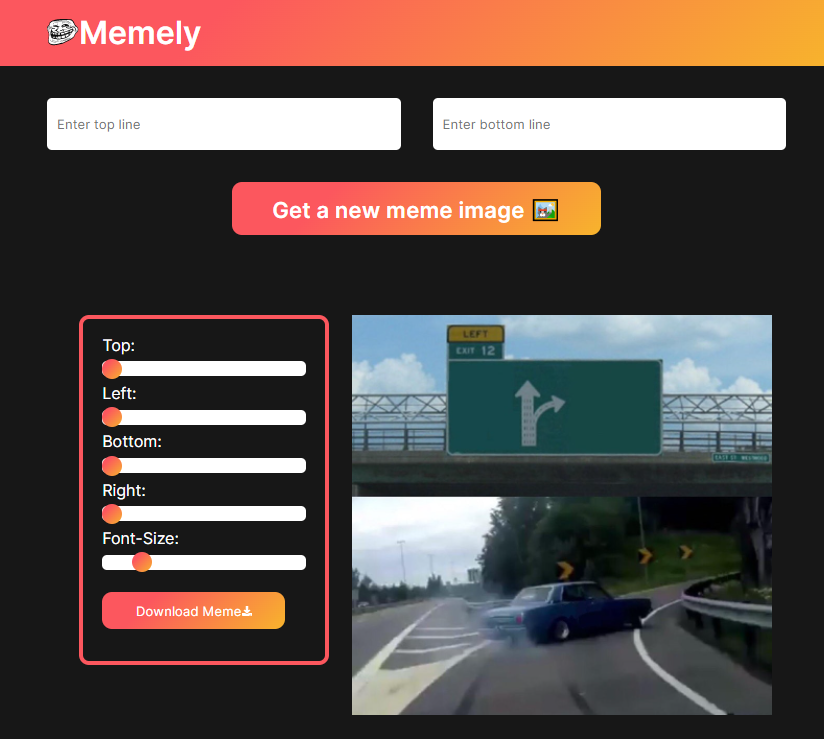 Memely
Enter top line
Enter bottom line
Get a new meme image
Top:
Left:
Bottom:
Right:
Font-Size:
Download Meme
LEFT
EXIT 12